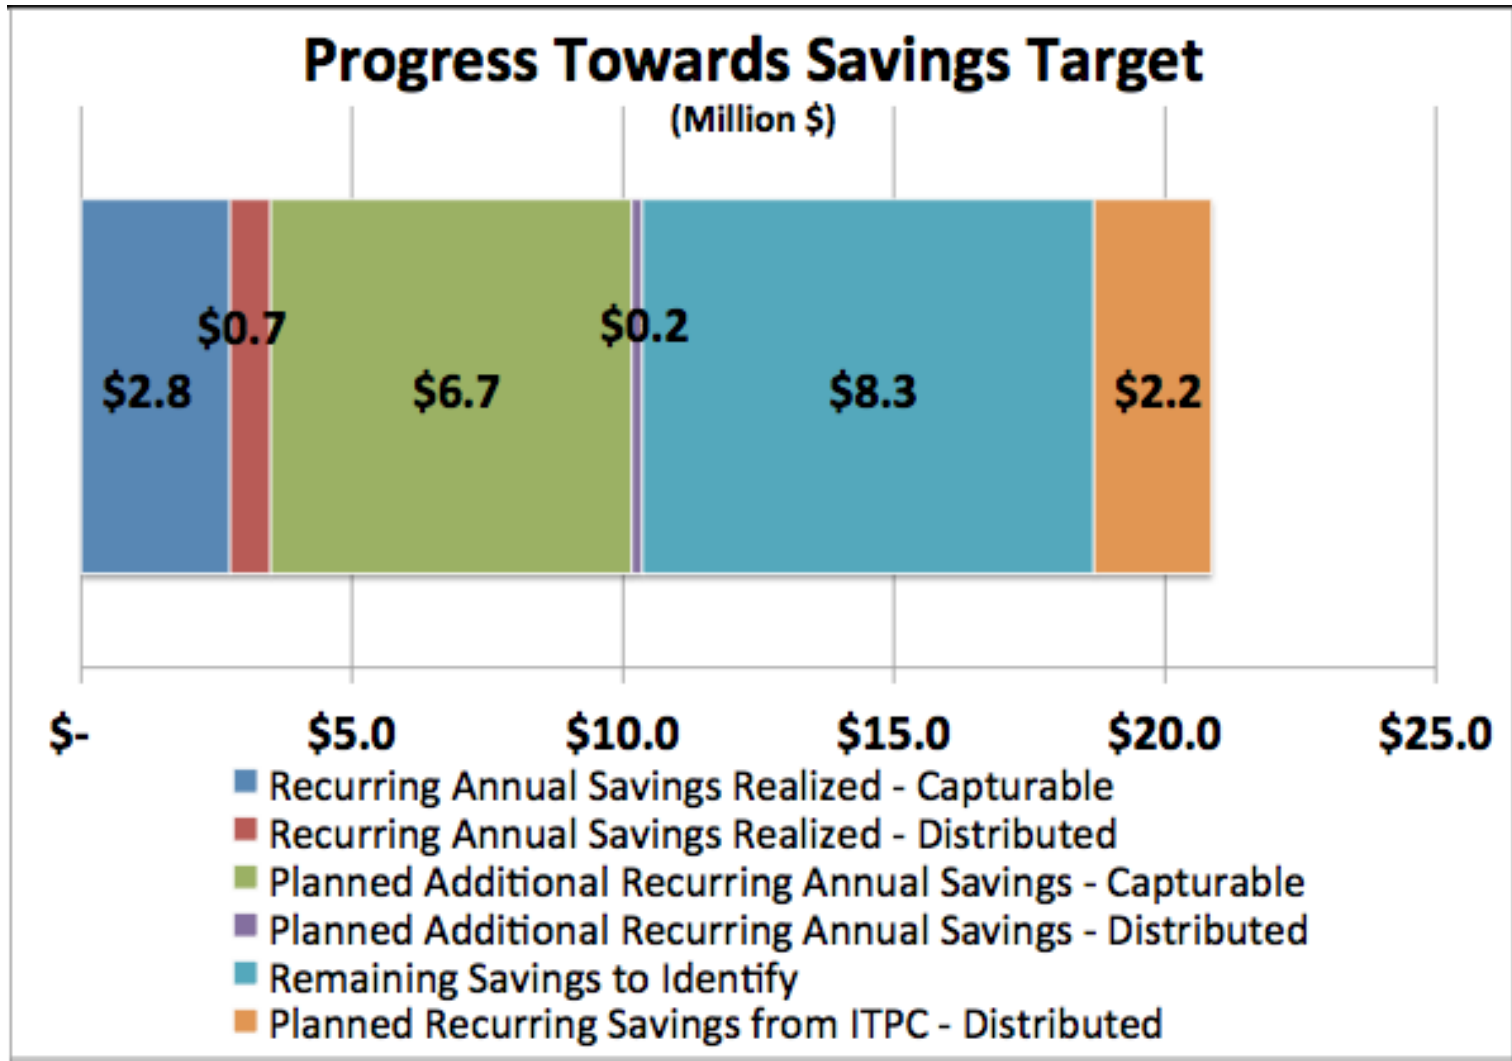 Progress Towards Savings Target
(Million $)
$0.7
$0.2
$2.8
$6.7
$8.3
$2.2
$-
$5.0
$10.0
$15.0
$20.0
$25.0
Recurring Annual Savings Realized - Capturable
Recurring Annual Savings Realized - Distributed
Planned Additional Recurring Annual Savings - Capturable
Planned Additional Recurring Annual Savings - Distributed
Remaining Savings to Identify
Planned Recurring Savings from ITPC - Distributed